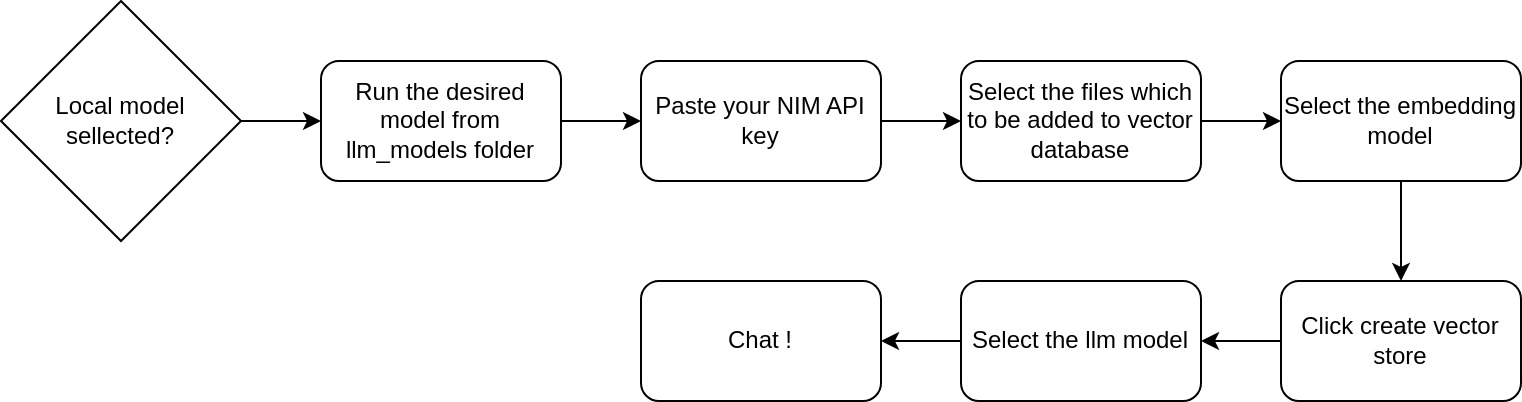 Local model
sellected?
Run the desired
model from
llm_models folder
Paste your NIM API
key
Select the files which
to be added to vector
database
Select the embedding
model
Chat !
Select the llm model
Click create vector
store